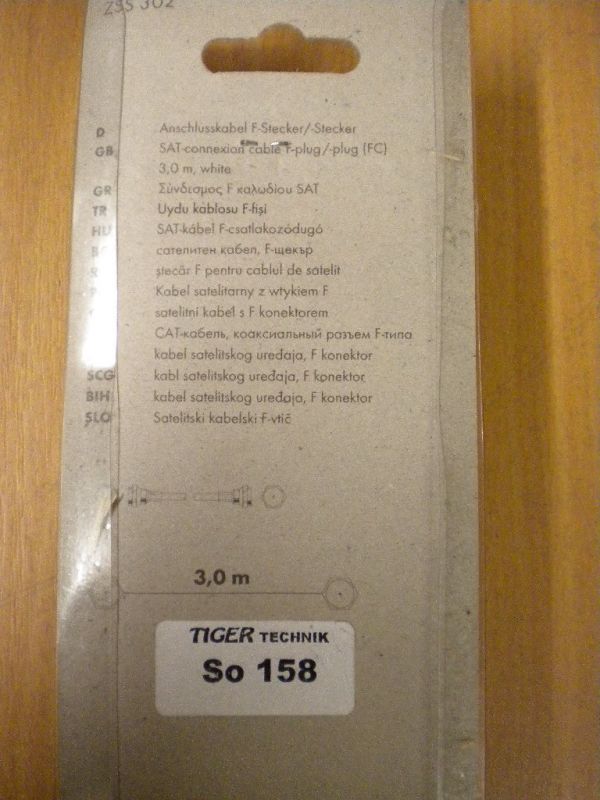 ZSS 302
D Anschlusskabel F-Stecker/-Stecker
GB SAT-connexion cable F-plug/-plug (FC)
3,0 m, white
GR Σύνδεσμος F καλωδίου SAT
TR Uydu kablosu F-fişi
HU SAT-kábel F-csatlakozódugó
сателитен кабел, F-щекър
ştecăr F pentru cablul de satelit
Kabel satelitarny z wtykiem F
satelitní kabel s F konektorem
САТ-кабель, коаксиальный разъем F-типа
kabel satelitskog uređaja, F konektor
SCG kabl satelitskog uređaja, F konektor
BIH kabel satelitskog uređaja, F konektor
SLO Satelitski kabelski F-vtič
3,0 m
TIGER TECHNIK
So 158